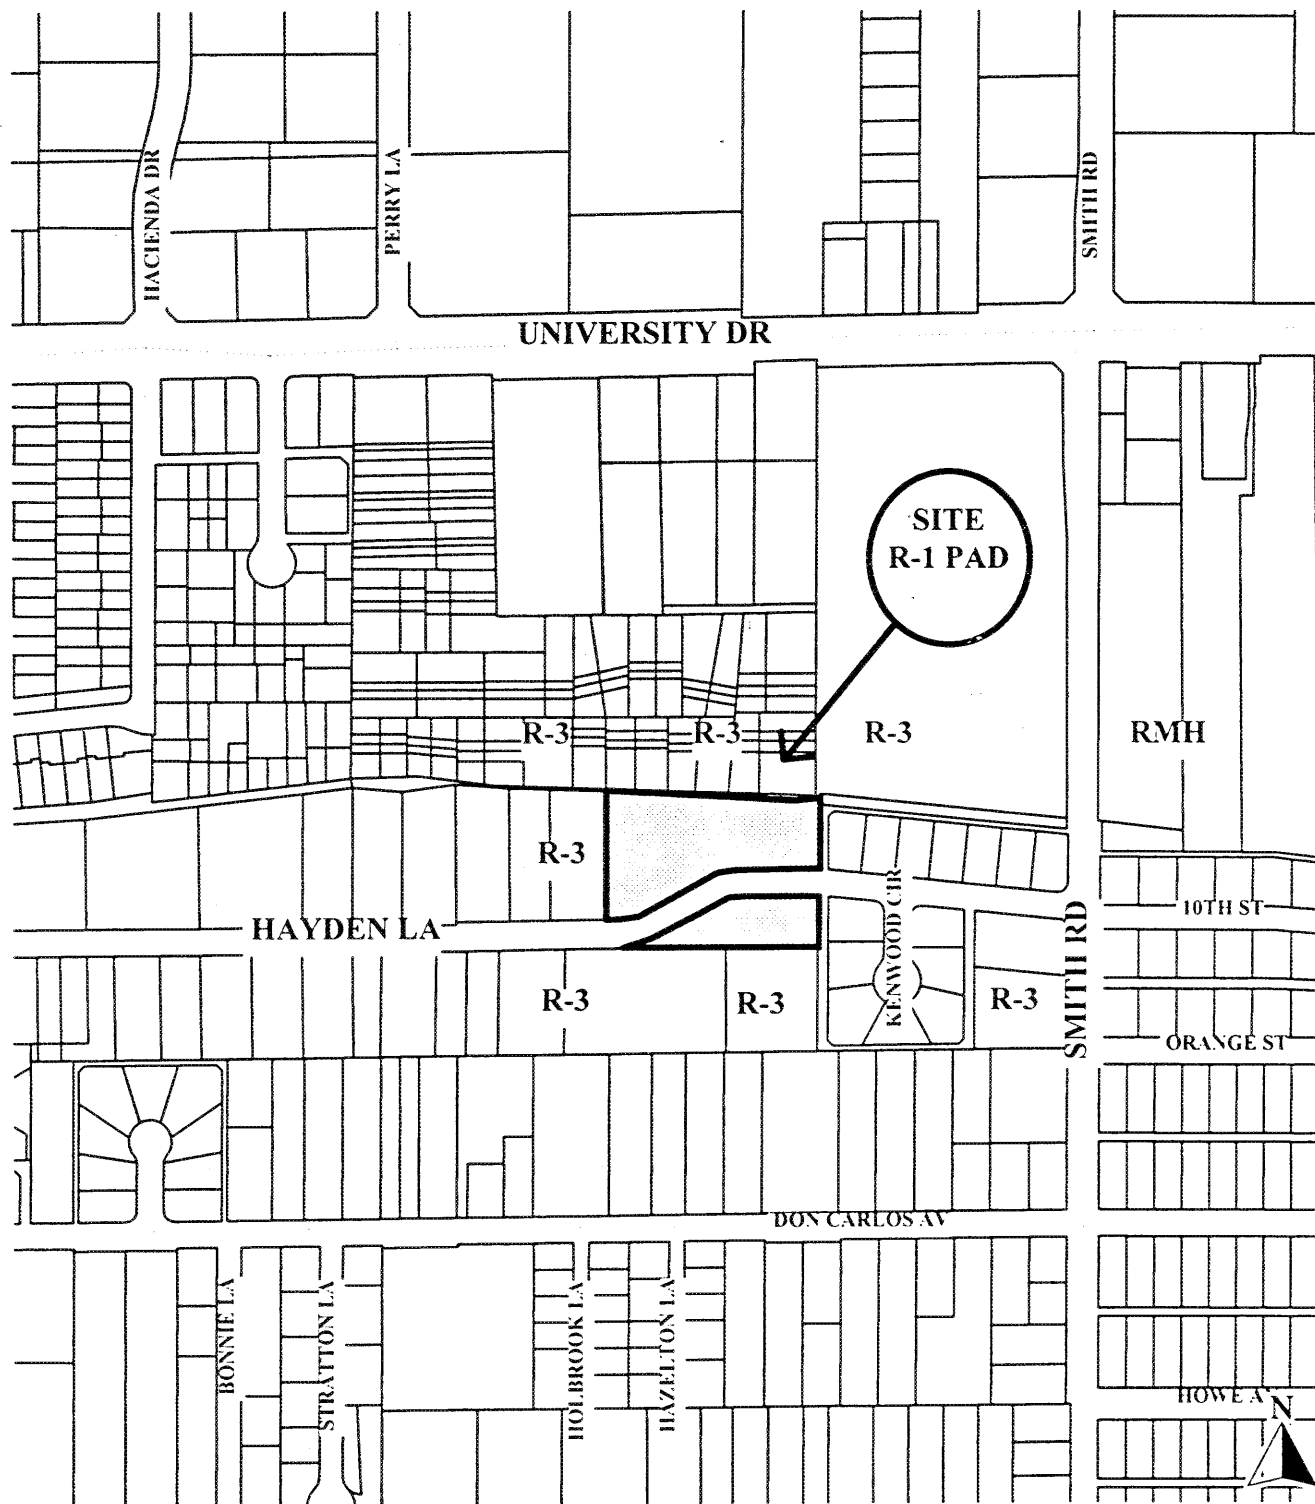 HACIENDA DR
PERRY LA
SMITH RD
UNIVERSITY DR
SITE
R-1 PAD
R-3
R-3
R-3
RMH
R-3
KENWOOD CIR
10TH ST
HAYDEN LA
SMITH RD
R-3
R-3
R-3
ORANGE ST
DON CARLOS AV
BONNIE LA
STRATTON LA
HOLBROOK LA
HAZELTON LA
HOWE A
N